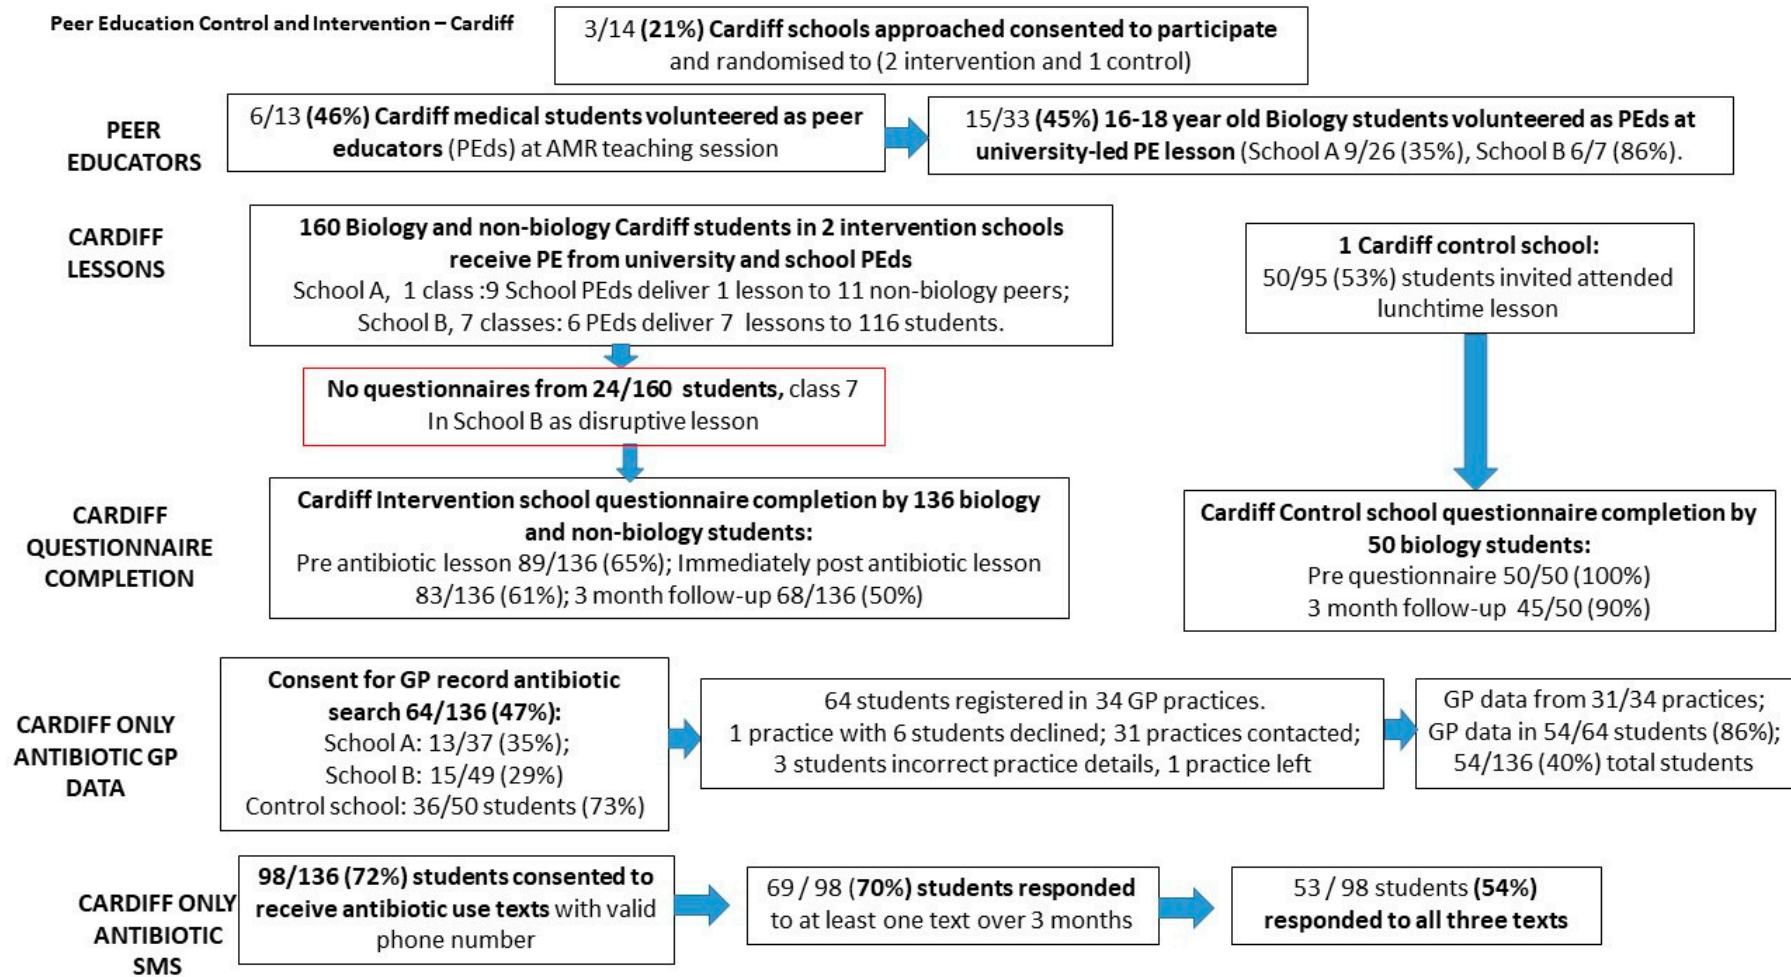 Peer Education Control and Intervention – Cardiff
3/14 (21%) Cardiff schools approached consented to participate
and randomised to (2 intervention and 1 control)
PEER
EDUCATORS
6/13 (46%) Cardiff medical students volunteered as peer
educators (PEds) at AMR teaching session
15/33 (45%) 16-18 year old Biology students volunteered as PEds at
university-led PE lesson (School A 9/26 (35%), School B 6/7 (86%).
CARDIFF
LESSONS
160 Biology and non-biology Cardiff students in 2 intervention schools
receive PE from university and school PEds
School A, 1 class :9 School PEds deliver 1 lesson to 11 non-biology peers;
School B, 7 classes: 6 PEds deliver 7 lessons to 116 students.
1 Cardiff control school:
50/95 (53%) students invited attended
lunchtime lesson
No questionnaires from 24/160 students, class 7
In School B as disruptive lesson
CARDIFF
QUESTIONNAIRE
COMPLETION
Cardiff Intervention school questionnaire completion by 136 biology
and non-biology students:
Pre antibiotic lesson 89/136 (65%); Immediately post antibiotic lesson
83/136 (61%); 3 month follow-up 68/136 (50%)
Cardiff Control school questionnaire completion by
50 biology students:
Pre questionnaire 50/50 (100%)
3 month follow-up 45/50 (90%)
CARDIFF ONLY
ANTIBIOTIC GP
DATA
Consent for GP record antibiotic
search 64/136 (47%):
School A: 13/37 (35%);
School B: 15/49 (29%)
Control school: 36/50 students (73%)
64 students registered in 34 GP practices.
1 practice with 6 students declined; 31 practices contacted;
3 students incorrect practice details, 1 practice left
GP data from 31/34 practices;
GP data in 54/64 students (86%);
54/136 (40%) total students
CARDIFF ONLY
ANTIBIOTIC
SMS
98/136 (72%) students consented to
receive antibiotic use texts with valid
phone number
69 / 98 (70%) students responded
to at least one text over 3 months
53 / 98 students (54%)
responded to all three texts